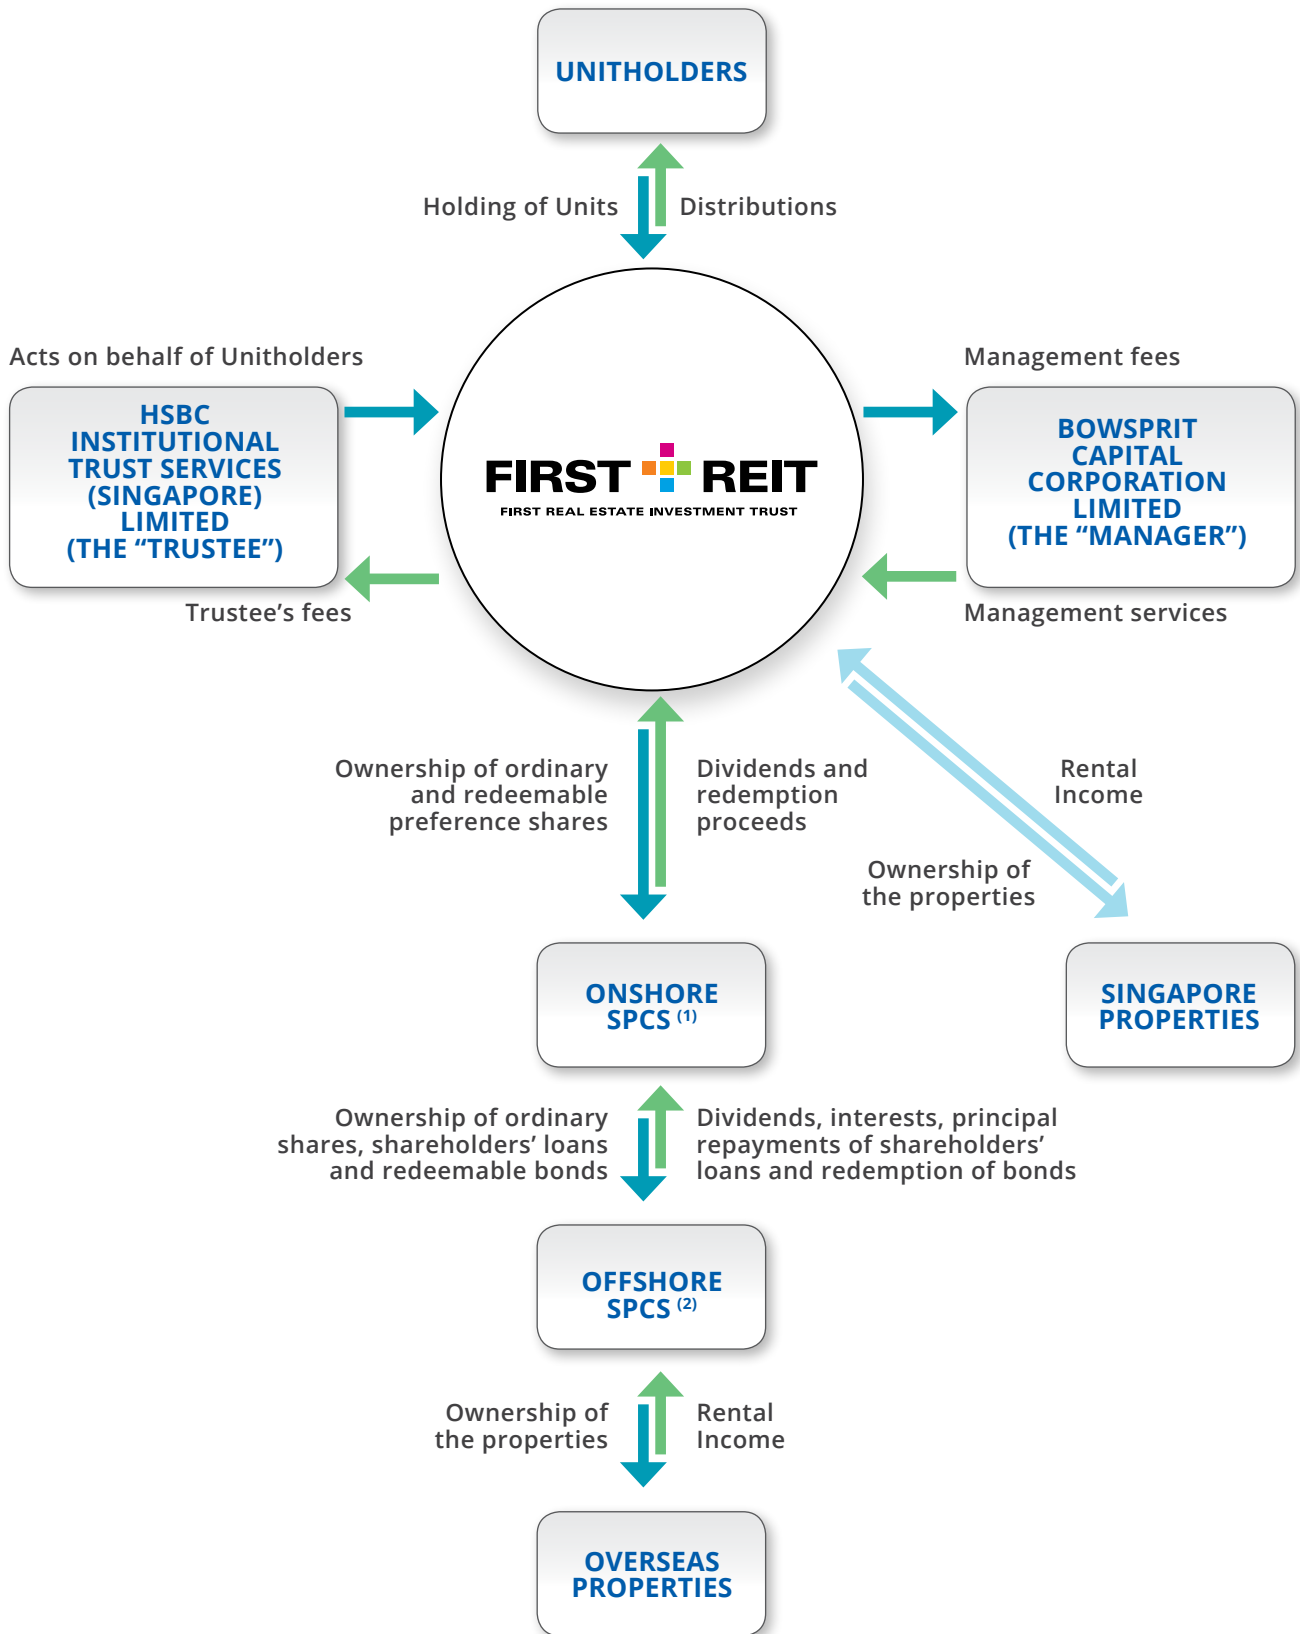 UNITHOLDERS
Holding of Units
Distributions
Acts on behalf of Unitholders
HSBC
INSTITUTIONAL
TRUST SERVICES
(SINGAPORE)
LIMITED
(THE “TRUSTEE”)
Trustee’s fees
FIRST REIT
FIRST REAL ESTATE INVESTMENT TRUST
Management fees
BOWSPRIT
CAPITAL
CORPORATION
LIMITED
(THE “MANAGER”)
Management services
Ownership of ordinary
and redeemable
preference shares
Dividends and
redemption
proceeds
Rental
Income
Ownership of
the properties
ONSHORE
SPCS (1)
SINGAPORE
PROPERTIES
Ownership of ordinary
shares, shareholders’ loans
and redeemable bonds
Dividends, interests, principal
repayments of shareholders’
loans and redemption of bonds
OFFSHORE
SPCS (2)
Ownership of
the properties
Rental
Income
OVERSEAS
PROPERTIES